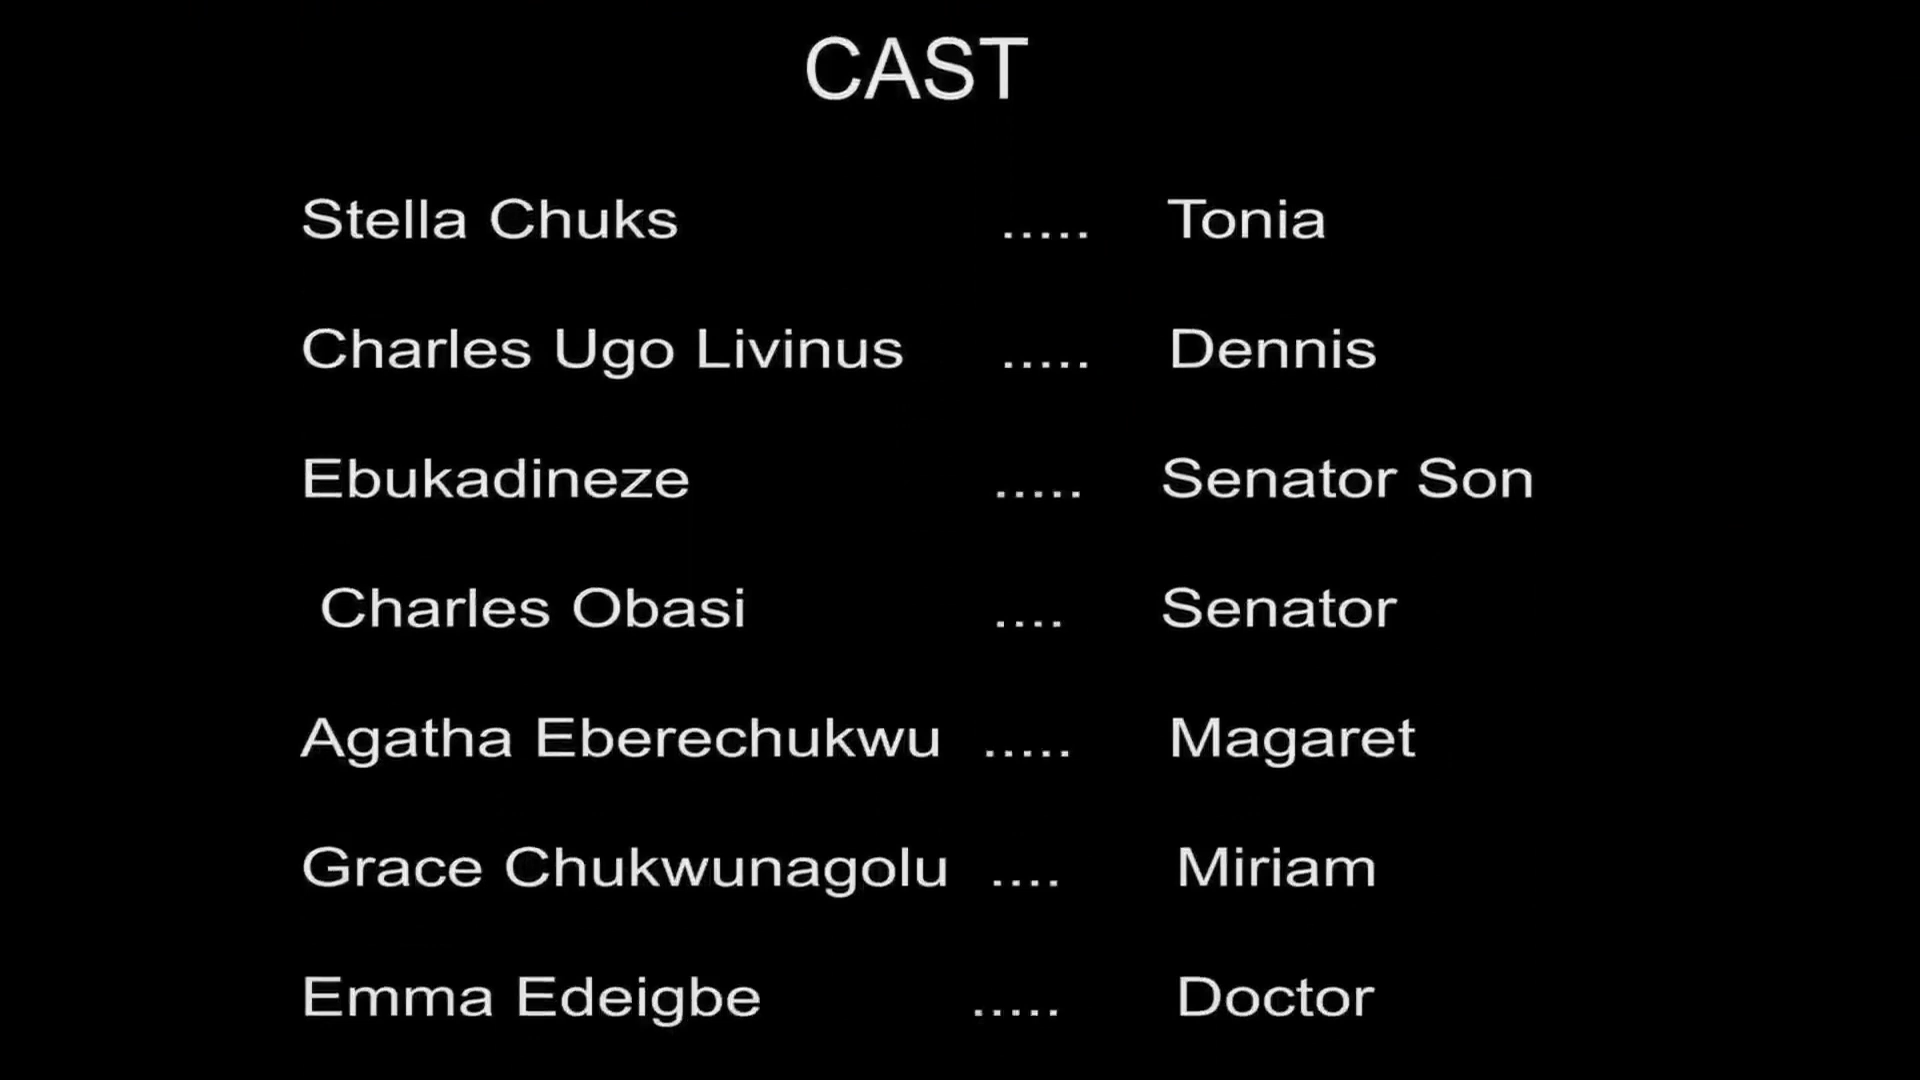 CAST
Stella Chuks ..... Tonia
Charles Ugo Livinus ..... Dennis
Ebukadineze ..... Senator Son
Charles Obasi .... Senator
Agatha Eberechukwu ..... Magaret
Grace Chukwunagolu .... Miriam
Emma Edeigbe ..... Doctor